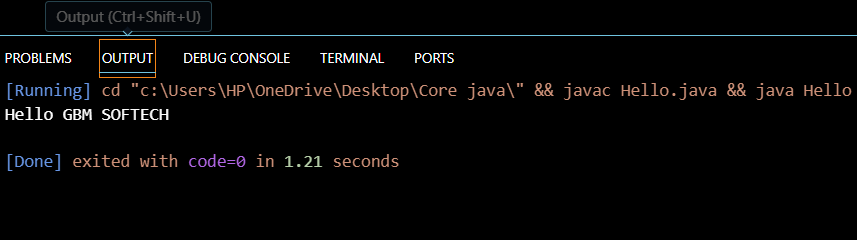 Output (Ctrl+Shift+U)
PROBLEMS OUTPUT DEBUG CONSOLE TERMINAL PORTS
[Running] cd "c:\Users\HP\OneDrive\Desktop\Core java\" && javac Hello.java && java Hello
Hello GBM SOFTECH
[Done] exited with code=0 in 1.21 seconds